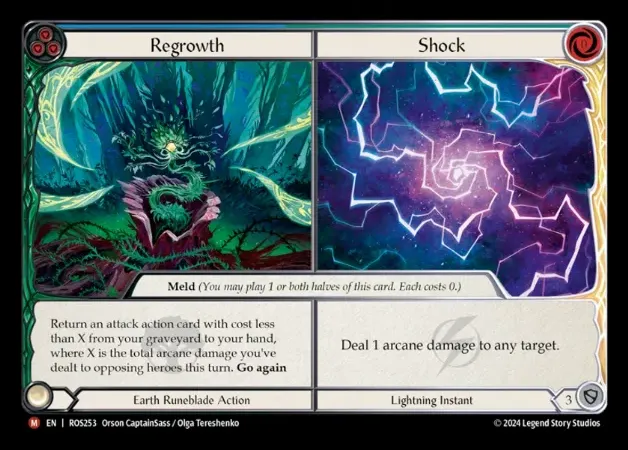 Regrowth
Shock
Meld (You may play 1 or both halves of this card. Each costs 0.)
Return an attack action card with cost less
than X from your graveyard to your hand,
where X is the total arcane damage you've
dealt to opposing heroes this turn. Go again
Deal 1 arcane damage to any target.
Earth Runeblade Action
Lightning Instant
3
M EN | ROS253 Orson CaptainSass / Olga Tereshenko
© 2024 Legend Story Studios